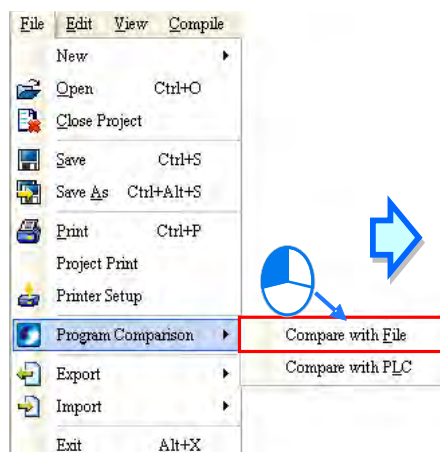 File Edit View Compile
New
Open Ctrl+O
Close Project
Save Ctrl+S
Save As Ctrl+Alt+S
Print Ctrl+P
Project Print
Printer Setup
Program Comparison
Compare with File
Export
Compare with PLC
Import
Exit Alt+X